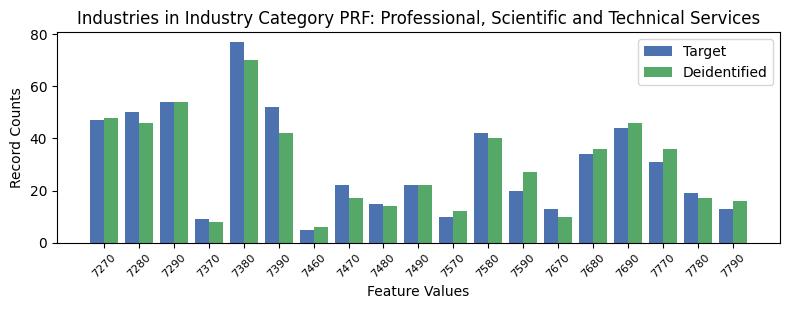 Industries in Industry Category PRF: Professional, Scientific and Technical Services
Target
Deidentified
Record Counts
80
60
40
20
0
7270 7280 7290 7370 7380 7390 7460 7470 7480 7490 7570 7580 7590 7670 7680 7690 7770 7780 7790
Feature Values